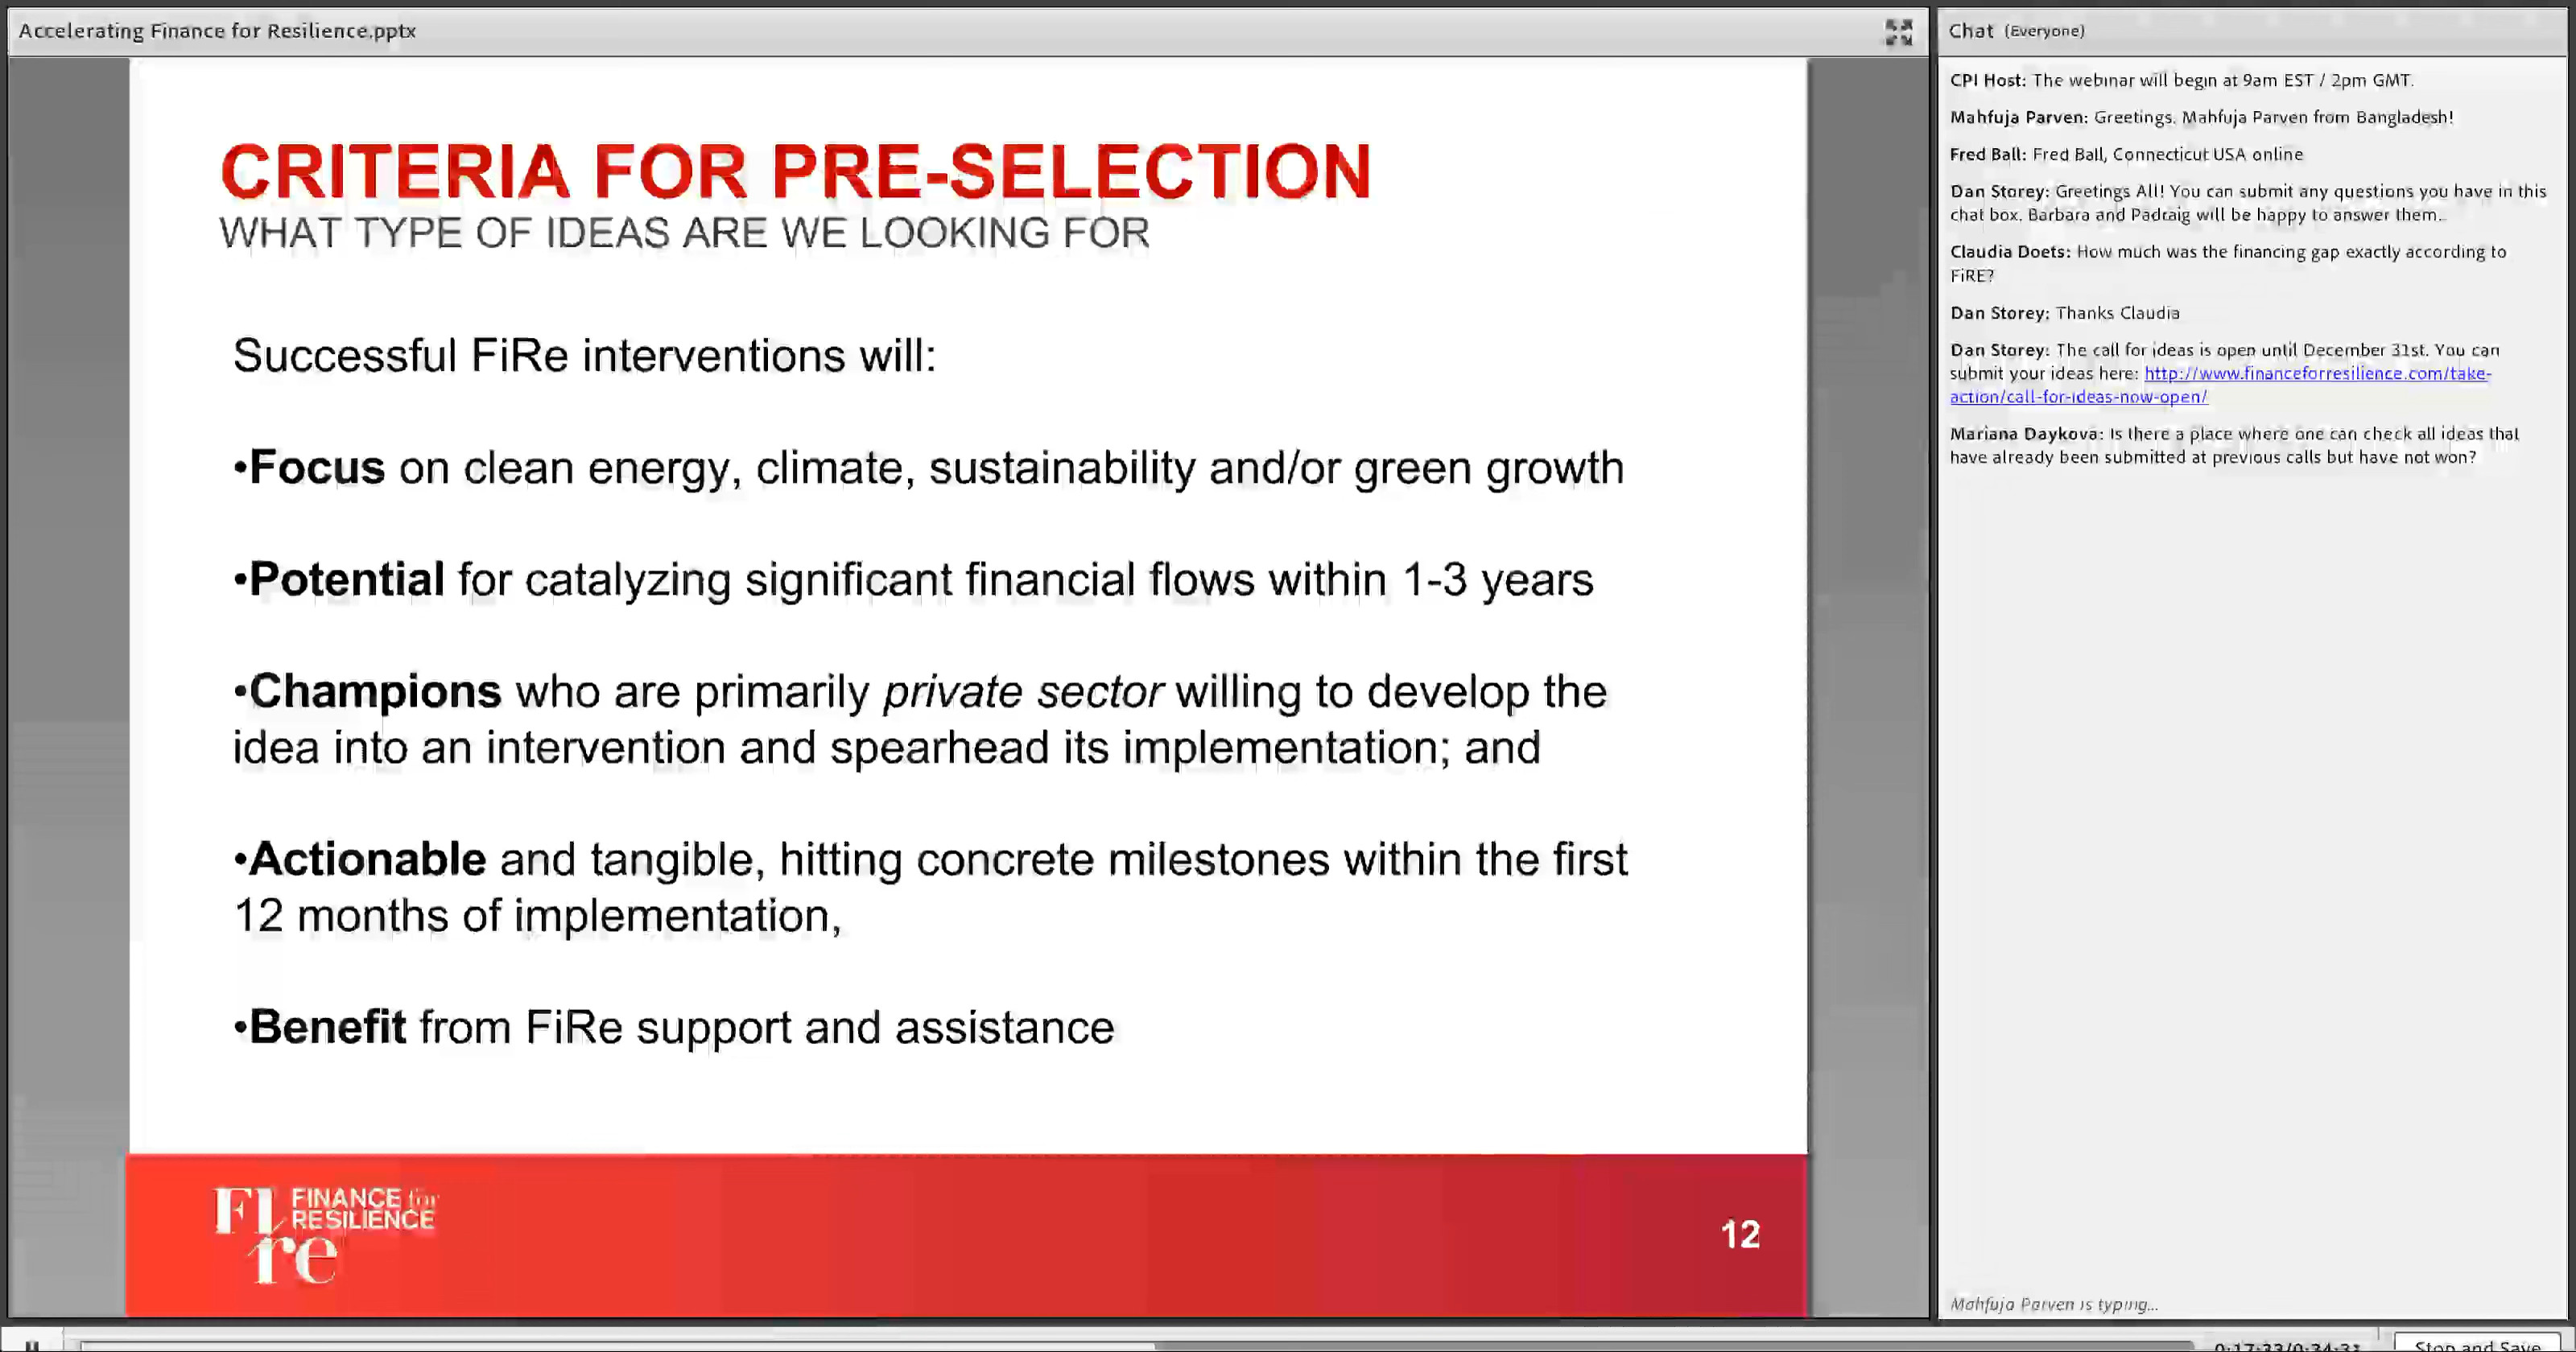 Accelerating Finance for Resilience.pptx
CRITERIA FOR PRE-SELECTION
WHAT TYPE OF IDEAS ARE WE LOOKING FOR
Successful FiRe interventions will:
•Focus on clean energy, climate, sustainability and/or green growth
•Potential for catalyzing significant financial flows within 1-3 years
•Champions who are primarily private sector willing to develop the
idea into an intervention and spearhead its implementation; and
•Actionable and tangible, hitting concrete milestones within the first
12 months of implementation,
•Benefit from FiRe support and assistance
FI FINANCE for
RESILIENCE
re
12
Chat (Everyone)
CPI Host: The webinar will begin at 9am EST / 2pm GMT.
Mahfuja Parven: Greetings. Mahfuja Parven from Bangladesh!
Fred Ball: Fred Ball, Connecticut USA online
Dan Storey: Greetings All! You can submit any questions you have in this
chat box. Barbara and Padraig will be happy to answer them..
Claudia Doets: How much was the financing gap exactly according to
FiRE?
Dan Storey: Thanks Claudia
Dan Storey: The call for ideas is open until December 31st. You can
submit your ideas here: http://www.financeforresilience.com/take-
action/call-for-ideas-now-open/
Mariana Daykova: Is there a place where one can check all ideas that
have already been submitted at previous calls but have not won?
Mahfuja Parven is typing...
0:17:33/0:34:31
Stop and Save